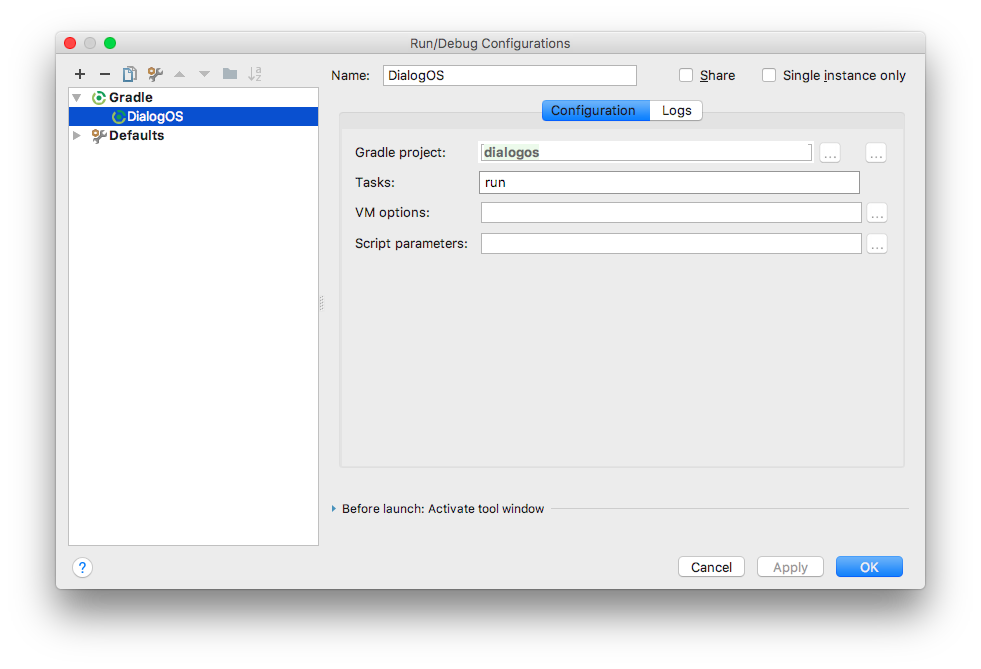 Run/Debug Configurations
Name: DialogOS Share Single instance only
Gradle
DialogOS
Defaults
Configuration Logs
Gradle project: dialogos ... ...
Tasks: run
VM options: ...
Script parameters: ...
Before launch: Activate tool window
? Cancel Apply OK